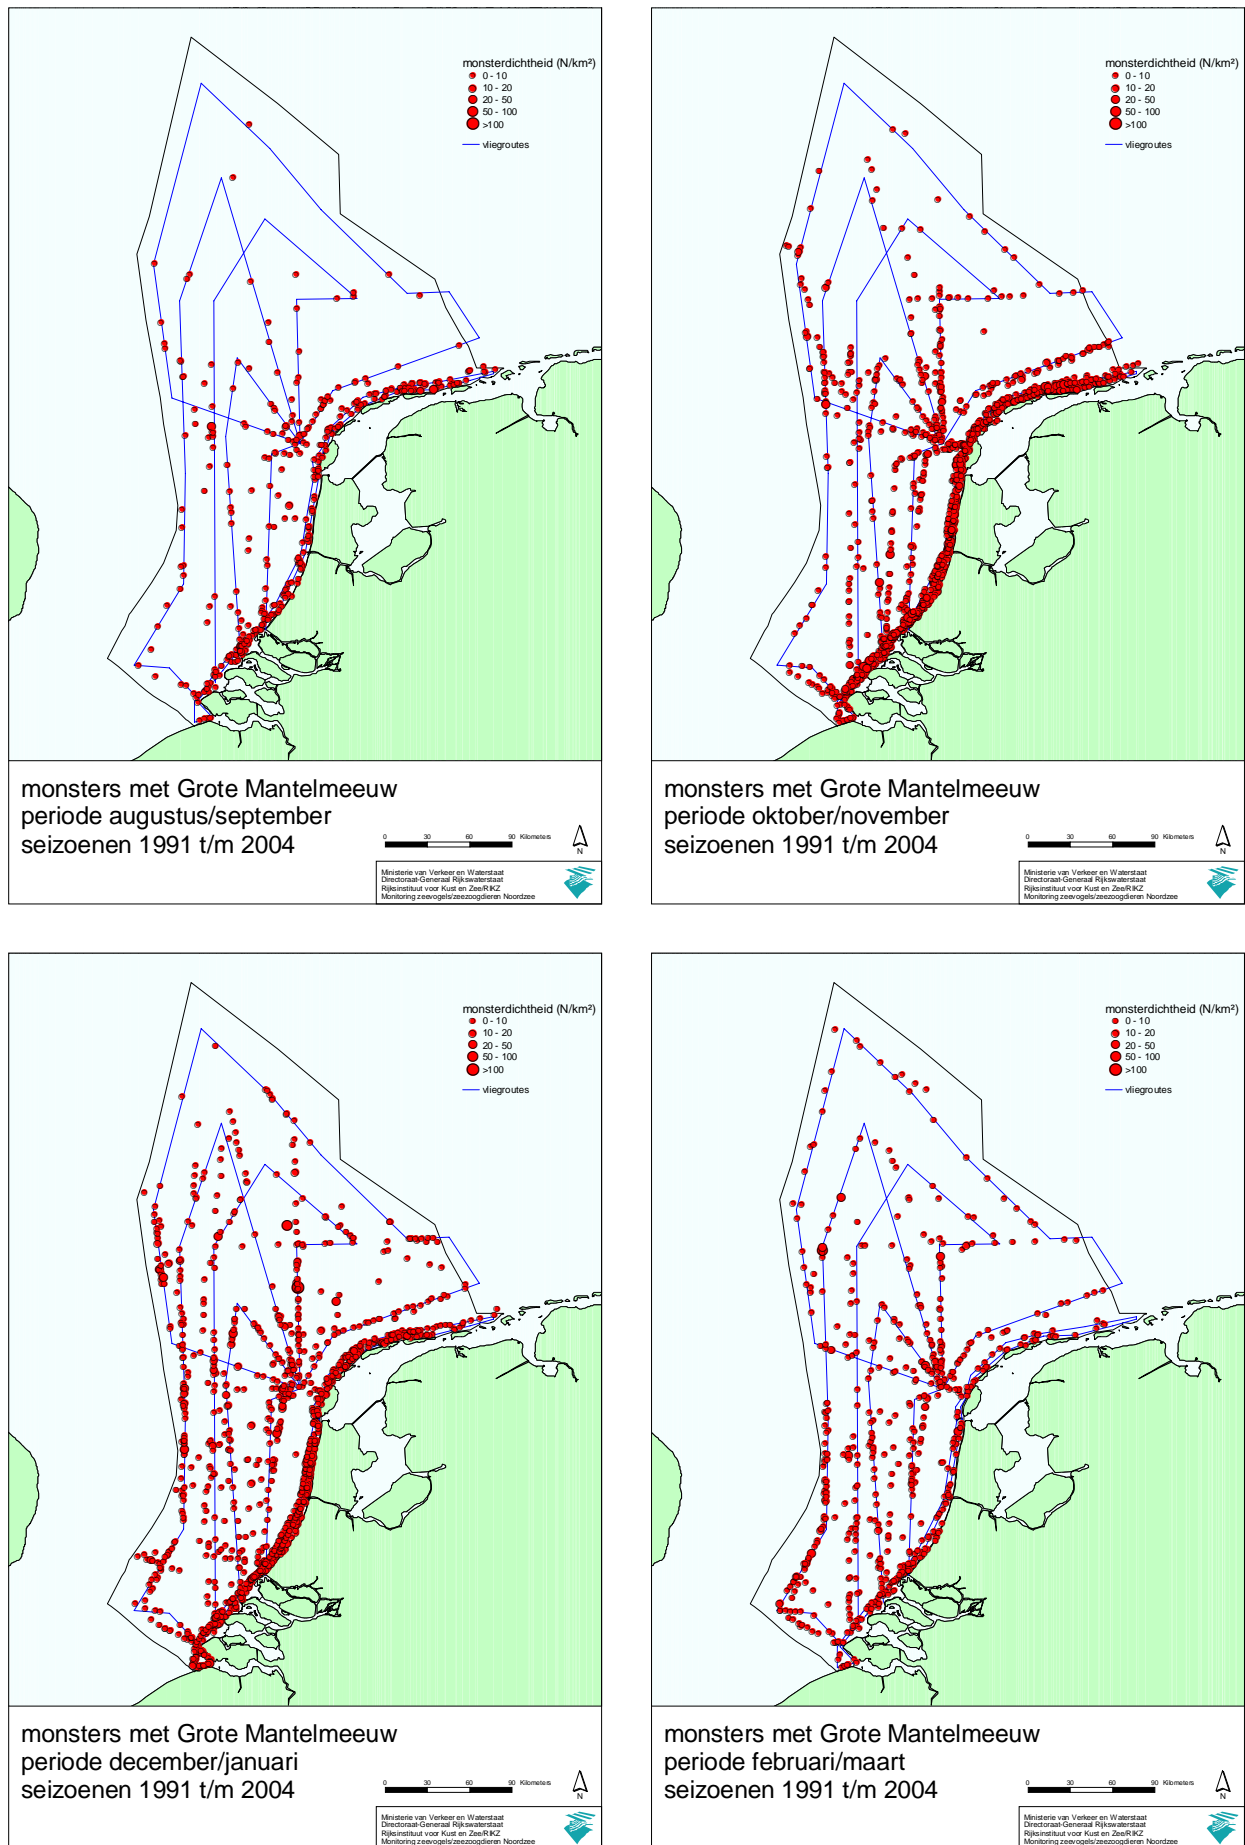 monsterdichtheid (N/km²)
0 - 10
10 - 20
20 - 50
50 - 100
>100
vliegroutes
monsters met Grote Mantelmeeuw
periode augustus/september
seizoenen 1991 t/m 2004
0 30 60 90 Kilometers
N
Ministerie van Verkeer en Waterstaat
Directoraat-Generaal Rijkswaterstaat
Rijksinstituut voor Kust en Zee/RIKZ
Monitoring zeevogels/zeezoogdieren Noordzee
monsterdichtheid (N/km²)
0 - 10
10 - 20
20 - 50
50 - 100
>100
vliegroutes
monsters met Grote Mantelmeeuw
periode oktober/november
seizoenen 1991 t/m 2004
0 30 60 90 Kilometers
N
Ministerie van Verkeer en Waterstaat
Directoraat-Generaal Rijkswaterstaat
Rijksinstituut voor Kust en Zee/RIKZ
Monitoring zeevogels/zeezoogdieren Noordzee
monsterdichtheid (N/km²)
0 - 10
10 - 20
20 - 50
50 - 100
>100
vliegroutes
monsters met Grote Mantelmeeuw
periode december/januari
seizoenen 1991 t/m 2004
0 30 60 90 Kilometers
N
Ministerie van Verkeer en Waterstaat
Directoraat-Generaal Rijkswaterstaat
Rijksinstituut voor Kust en Zee/RIKZ
Monitoring zeevogels/zeezoogdieren Noordzee
monsterdichtheid (N/km²)
0 - 10
10 - 20
20 - 50
50 - 100
>100
vliegroutes
monsters met Grote Mantelmeeuw
periode februari/maart
seizoenen 1991 t/m 2004
0 30 60 90 Kilometers
N
Ministerie van Verkeer en Waterstaat
Directoraat-Generaal Rijkswaterstaat
Rijksinstituut voor Kust en Zee/RIKZ
Monitoring zeevogels/zeezoogdieren Noordzee